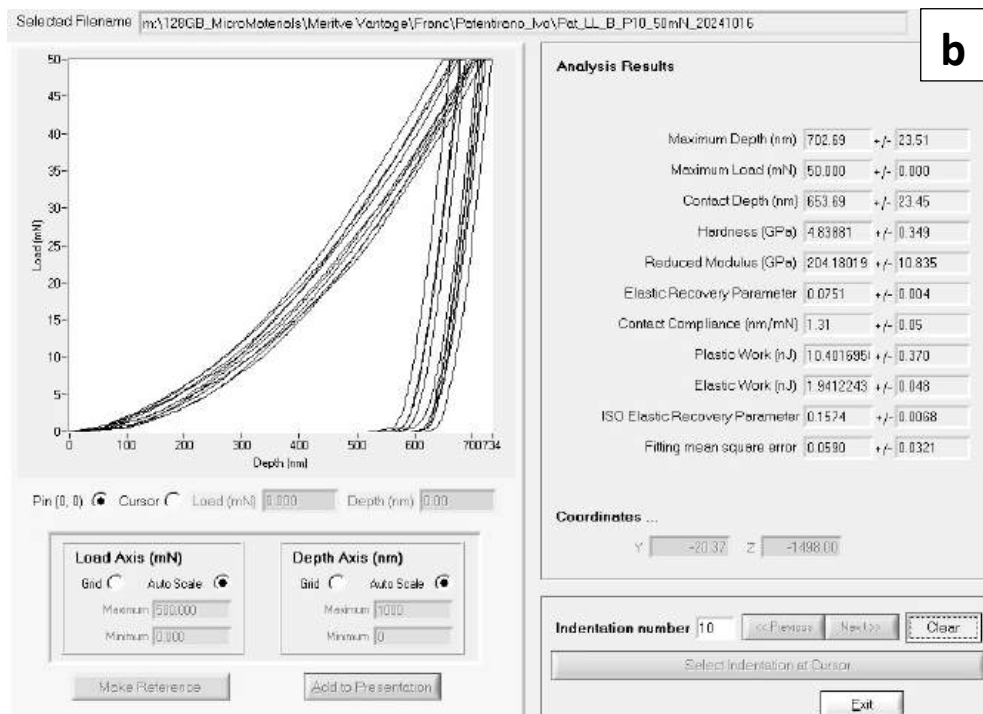 Selected Filename m:\128GB_MicroMaterials\Meritve Vantage\Franc\Patentirano_Ivo\Pat_LL_B_P10_50mN_20241016
b
50
45
40
35
30
25
20
15
10
5
0
Load (mN)
0 100 200 300 400 500 600 700 734
Depth (nm)
Pin (0, 0) Cursor Load (mN) 0.000 Depth (nm) 0.00
Load Axis (mN)
Grid Auto Scale
Maximum 500.000
Minimum 0.000
Depth Axis (nm)
Grid Auto Scale
Maximum 1000
Minimum 0
Make Reference Add to Presentation
Analysis Results
Maximum Depth (nm) 702.69 +/- 23.51
Maximum Load (mN) 50.000 +/- 0.000
Contact Depth (nm) 653.69 +/- 23.45
Hardness (GPa) 4.83881 +/- 0.349
Reduced Modulus (GPa) 204.18019 +/- 10.835
Elastic Recovery Parameter 0.0751 +/- 0.004
Contact Compliance (nm/mN) 1.31 +/- 0.05
Plastic Work (nJ) 10.4016950 +/- 0.370
Elastic Work (nJ) 1.9412243 +/- 0.048
ISO Elastic Recovery Parameter 0.1574 +/- 0.0068
Fitting mean square error 0.0590 +/- 0.0321
Coordinates ...
Y -20.37 Z -1498.00
Indentation number 10 <<Previous Next>> Clear
Select Indentation at Cursor
Exit